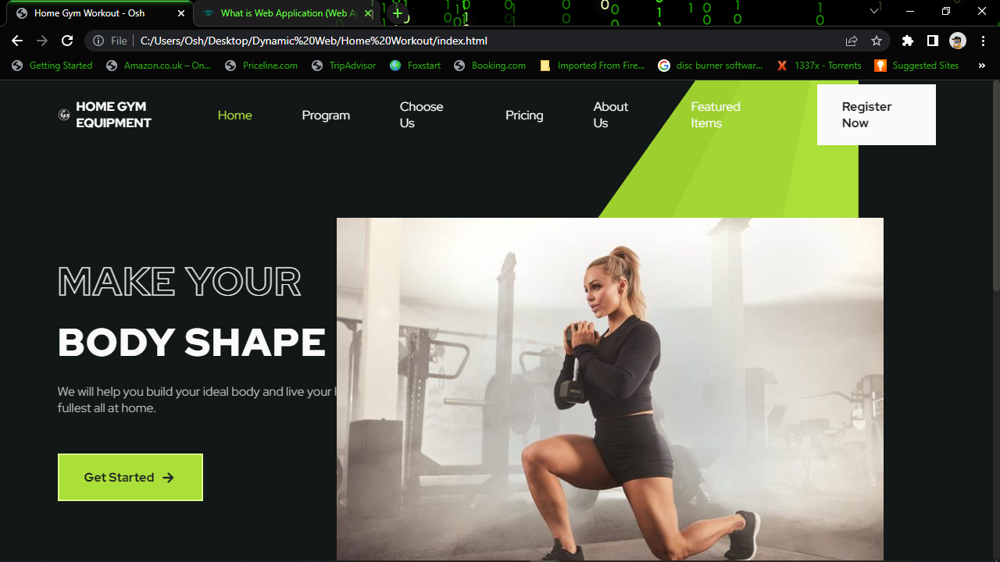 Home Gym Workout - Osh
What is Web Application (Web A
File
C:/Users/Osh/Desktop/Dynamic%20Web/Home%20Workout/index.html
Getting Started
Amazon.co.uk – On...
Priceline.com
TripAdvisor
Foxstart
Booking.com
Imported From Fire...
disc burner softwar...
1337x - Torrents
Suggested Sites
HOME GYM
EQUIPMENT
Home
Program
Choose
Us
Pricing
About
Us
Featured
Items
Register
Now
MAKE YOUR
BODY SHAPE
We will help you build your ideal body and live your
fullest all at home.
Get Started